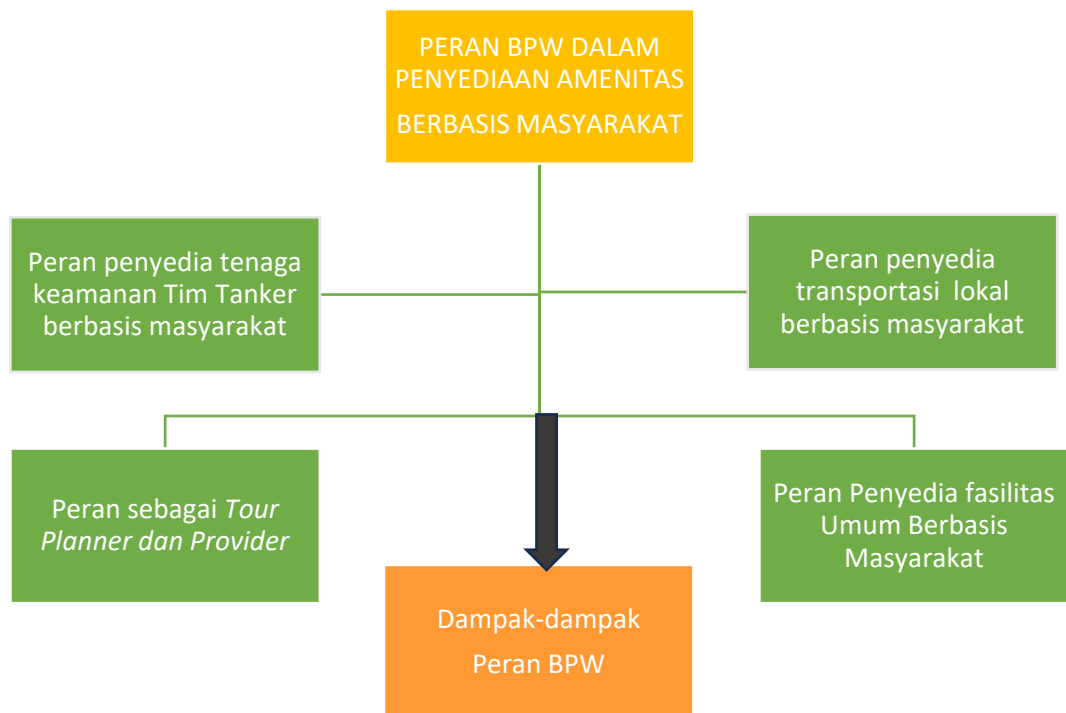 PERAN BPW DALAM
PENYEDIAAN AMENITAS
BERBASIS MASYARAKAT
Peran penyedia tenaga
keamanan Tim Tanker
berbasis masyarakat
Peran penyedia
transportasi lokal
berbasis masyarakat
Peran sebagai Tour
Planner dan Provider
Peran Penyedia fasilitas
Umum Berbasis
Masyarakat
Dampak-dampak
Peran BPW